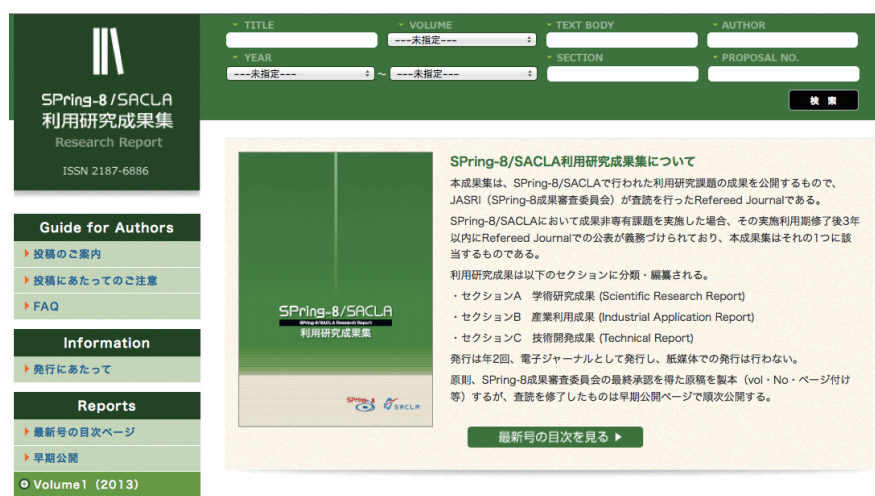 SPring-8/SACLA
利用研究成果集
Research Report
ISSN 2187-6886
TITLE
VOLUME
TEXT BODY
AUTHOR
---未指定---
YEAR
SECTION
PROPOSAL NO.
---未指定--- ～ ---未指定---
検 索
Guide for Authors
投稿のご案内
投稿にあたってのご注意
FAQ
Information
発行にあたって
Reports
最新号の目次ページ
早期公開
Volume1（2013）
SPring-8/SACLA
SPring-8/SACLA Research Report
利用研究成果集
SPring-8
SACLA
SPring-8/SACLA利用研究成果集について
本成果集は、SPring-8/SACLAで行われた利用研究課題の成果を公開するもので、
JASRI（SPring-8成果審査委員会）が査読を行ったRefereed Journalである。
SPring-8/SACLAにおいて成果非専有課題を実施した場合、その実施利用期修了後3年
以内にRefereed Journalでの公表が義務づけられており、本成果集はそれの1つに該
当するものである。
利用研究成果は以下のセクションに分類・編纂される。
・セクションA　学術研究成果 (Scientific Research Report)
・セクションB　産業利用成果 (Industrial Application Report)
・セクションC　技術開発成果 (Technical Report)
発行は年2回、電子ジャーナルとして発行し、紙媒体での発行は行わない。
原則、SPring-8成果審査委員会の最終承認を得た原稿を製本（vol・No・ページ付け
等）するが、査読を修了したものは早期公開ページで順次公開する。
最新号の目次を見る